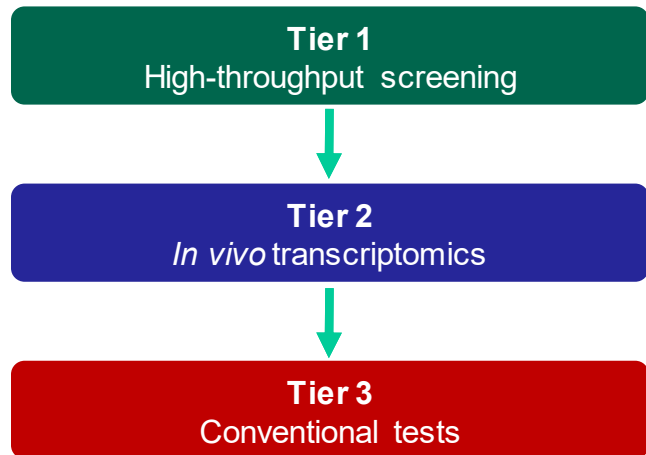 Tier 1
High-throughput screening
Tier 2
In vivo transcriptomics
Tier 3
Conventional tests